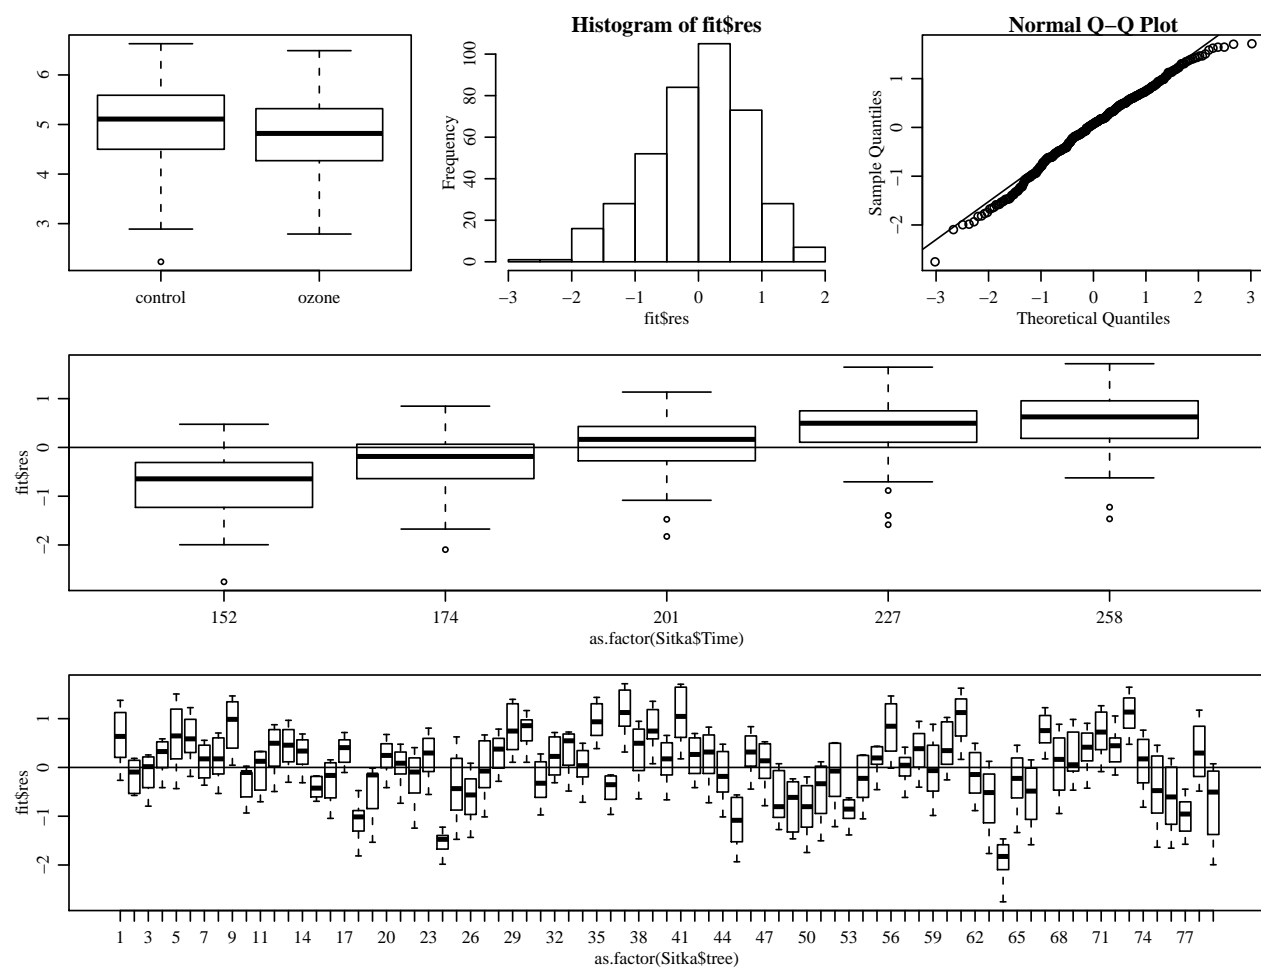 Histogram of fit$res
Normal Q−Q Plot
3 4 5 6
control ozone
Frequency
0 20 40 60 80 100
−3 −2 −1 0 1 2
fit$res
Sample Quantiles
−2 −1 0 1
−3 −2 −1 0 1 2 3
Theoretical Quantiles
fit$res
−2 −1 0 1
152 174 201 227 258
as.factor(Sitka$Time)
fit$res
−2 −1 0 1
1 3 5 7 9 11 14 17 20 23 26 29 32 35 38 41 44 47 50 53 56 59 62 65 68 71 74 77
as.factor(Sitka$tree)